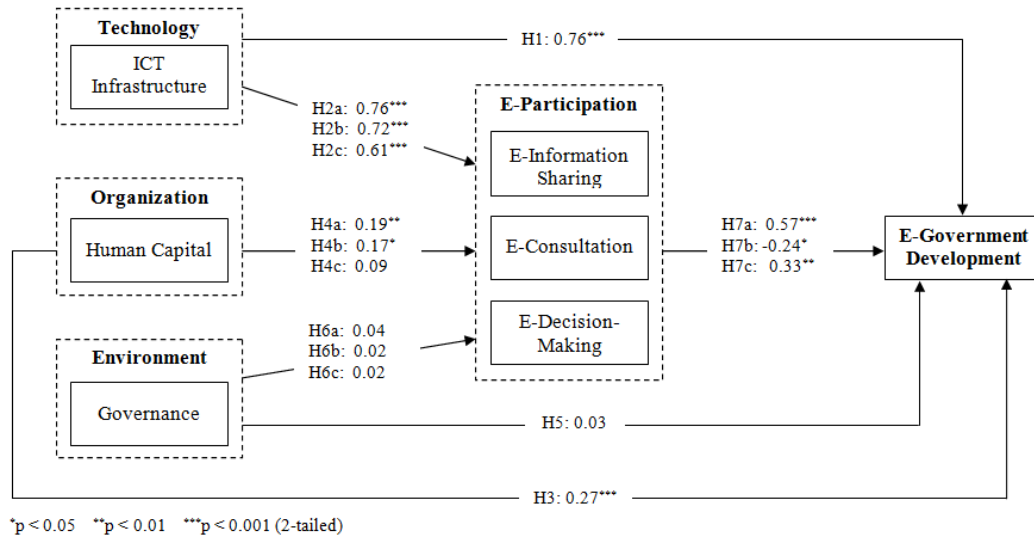 Technology
ICT
Infrastructure
H1: 0.76***
H2a: 0.76***
H2b: 0.72***
H2c: 0.61***
E-Participation
E-Information
Sharing
Organization
Human Capital
H4a: 0.19**
H4b: 0.17*
H4c: 0.09
E-Consultation
H7a: 0.57***
H7b: -0.24*
H7c: 0.33**
E-Government
Development
E-Decision-
Making
H6a: 0.04
H6b: 0.02
H6c: 0.02
Environment
Governance
H5: 0.03
H3: 0.27***
*p < 0.05 **p < 0.01 ***p < 0.001 (2-tailed)